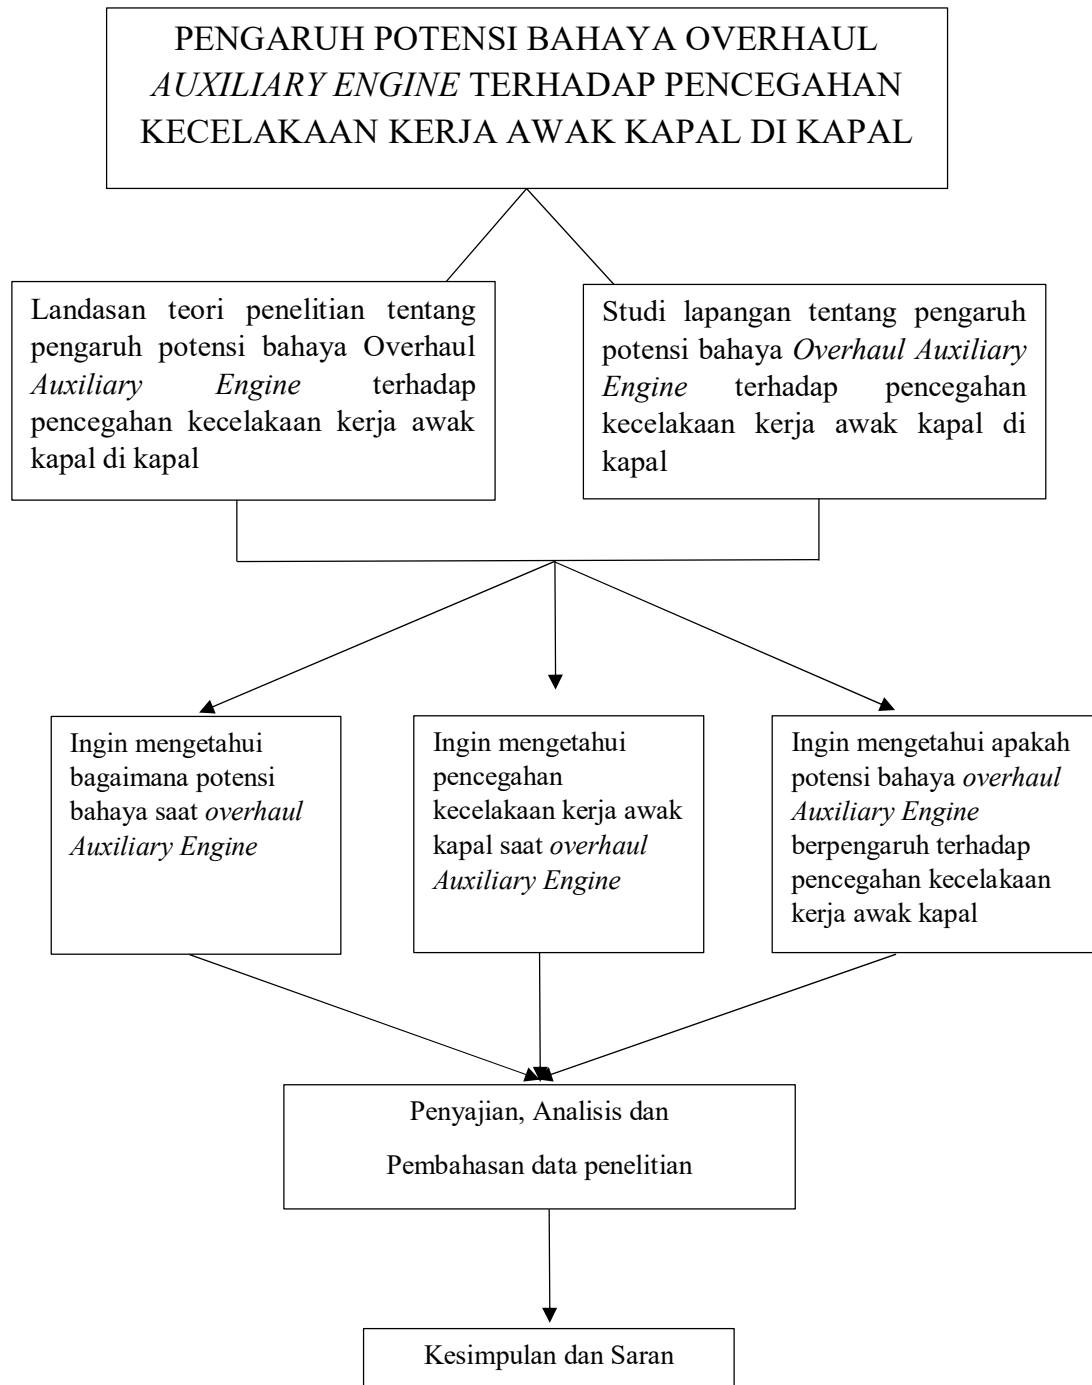 PENGARUH POTENSI BAHAYA OVERHAUL
AUXILIARY ENGINE TERHADAP PENCEGAHAN
KECELAKAAN KERJA AWAK KAPAL DI KAPAL
Landasan teori penelitian tentang
pengaruh potensi bahaya Overhaul
Auxiliary Engine terhadap
pencegahan kecelakaan kerja awak
kapal di kapal
Studi lapangan tentang pengaruh
potensi bahaya Overhaul Auxiliary
Engine terhadap pencegahan
kecelakaan kerja awak kapal di
kapal
Ingin mengetahui
bagaimana potensi
bahaya saat overhaul
Auxiliary Engine
Ingin mengetahui
pencegahan
kecelakaan kerja awak
kapal saat overhaul
Auxiliary Engine
Ingin mengetahui apakah
potensi bahaya overhaul
Auxiliary Engine
berpengaruh terhadap
pencegahan kecelakaan
kerja awak kapal
Penyajian, Analisis dan
Pembahasan data penelitian
Kesimpulan dan Saran